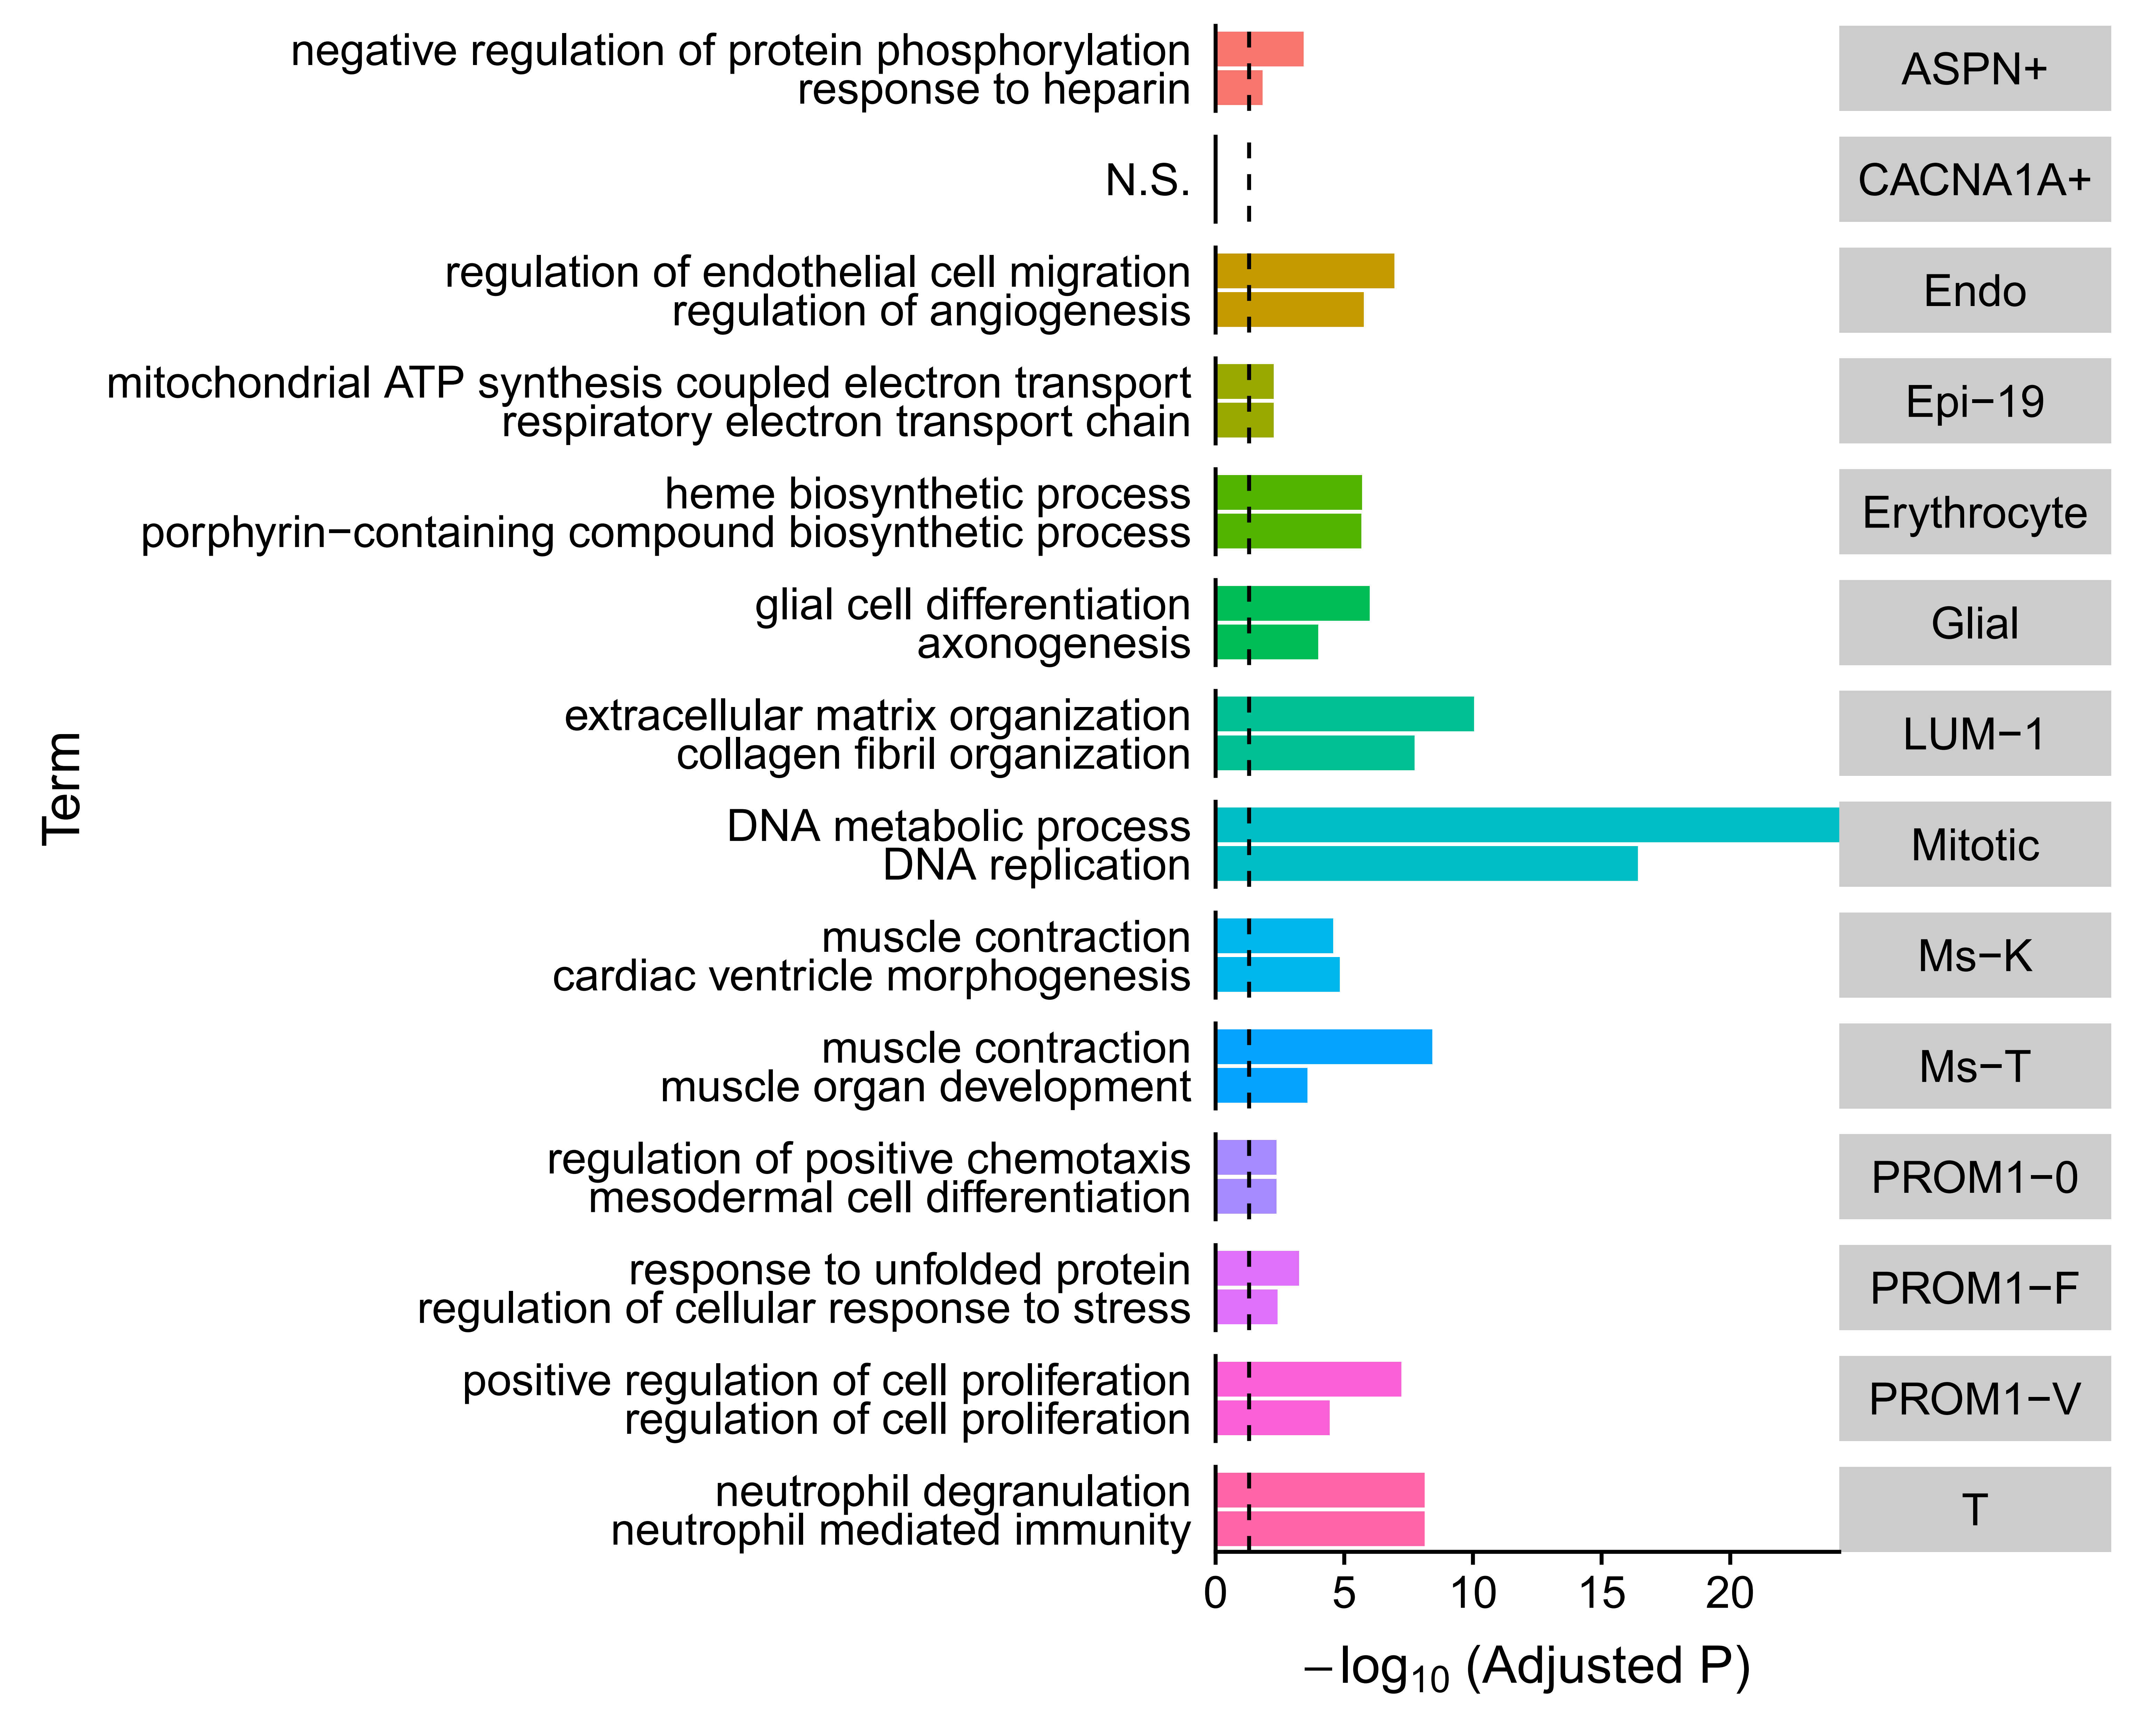 negative regulation of protein phosphorylation
response to heparin
ASPN+
N.S.
CACNA1A+
regulation of endothelial cell migration
regulation of angiogenesis
Endo
mitochondrial ATP synthesis coupled electron transport
respiratory electron transport chain
Epi−19
heme biosynthetic process
porphyrin−containing compound biosynthetic process
Erythrocyte
glial cell differentiation
axonogenesis
Glial
extracellular matrix organization
collagen fibril organization
LUM−1
DNA metabolic process
DNA replication
Mitotic
muscle contraction
cardiac ventricle morphogenesis
Ms−K
muscle contraction
muscle organ development
Ms−T
regulation of positive chemotaxis
mesodermal cell differentiation
PROM1−0
response to unfolded protein
regulation of cellular response to stress
PROM1−F
positive regulation of cell proliferation
regulation of cell proliferation
PROM1−V
neutrophil degranulation
neutrophil mediated immunity
T
Term
0 5 10 15 20
−log₁₀ (Adjusted P)